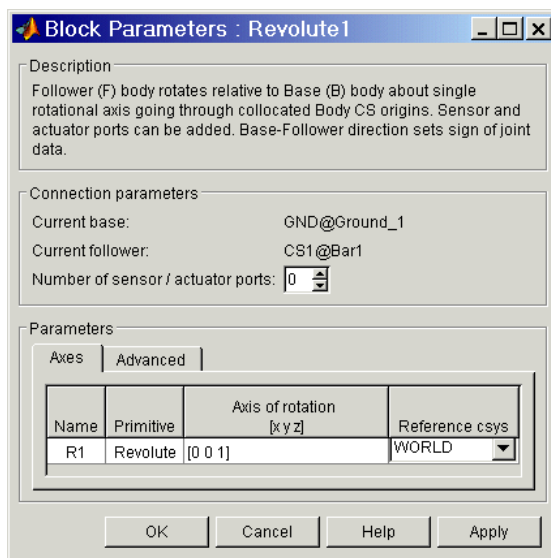 Block Parameters : Revolute1
Description
Follower (F) body rotates relative to Base (B) body about single
rotational axis going through collocated Body CS origins. Sensor and
actuator ports can be added. Base-Follower direction sets sign of joint
data.
Connection parameters
Current base: GND@Ground_1
Current follower: CS1@Bar1
Number of sensor / actuator ports: 0
Parameters
Axes Advanced
Name Primitive Axis of rotation [x y z] Reference csys
R1 Revolute [0 0 1] WORLD
OK Cancel Help Apply